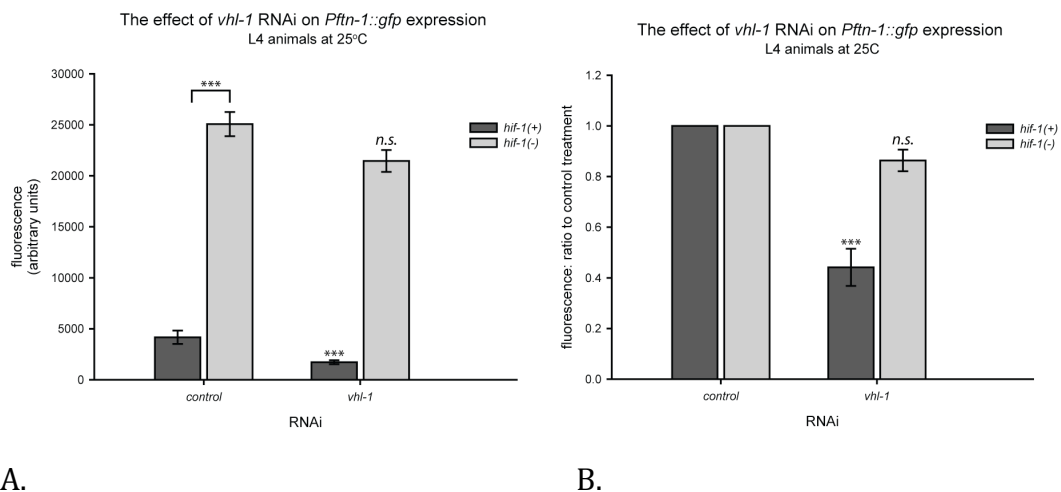 The effect of vhl-1 RNAi on Pftn-1::gfp expression
L4 animals at 25°C
fluorescence
(arbitrary units)
30000
25000
20000
15000
10000
5000
0
***
***
n.s.
hif-1(+)
hif-1(-)
control
vhl-1
RNAi
A.
The effect of vhl-1 RNAi on Pftn-1::gfp expression
L4 animals at 25C
fluorescence: ratio to control treatment
1.2
1.0
0.8
0.6
0.4
0.2
0.0
***
n.s.
hif-1(+)
hif-1(-)
control
vhl-1
RNAi
B.